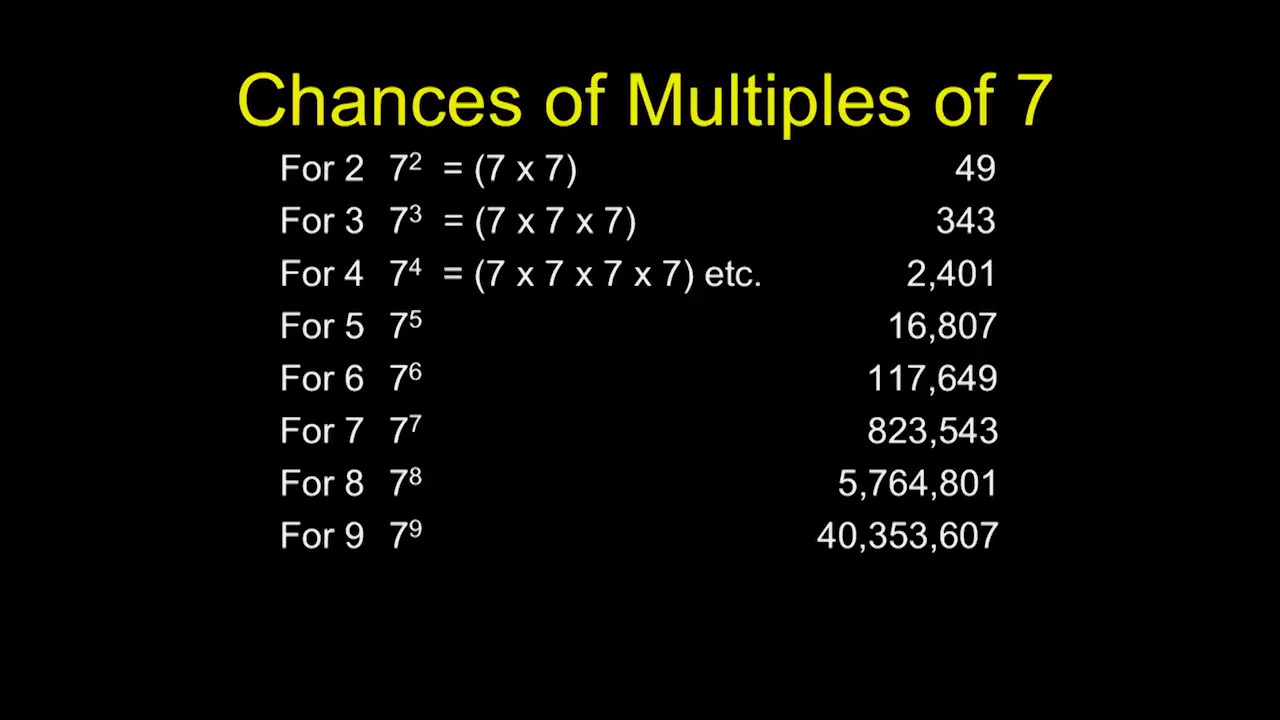 Chances of Multiples of 7
For 2 7² = (7 x 7) 49
For 3 7³ = (7 x 7 x 7) 343
For 4 7⁴ = (7 x 7 x 7 x 7) etc. 2,401
For 5 7⁵ 16,807
For 6 7⁶ 117,649
For 7 7⁷ 823,543
For 8 7⁸ 5,764,801
For 9 7⁹ 40,353,607